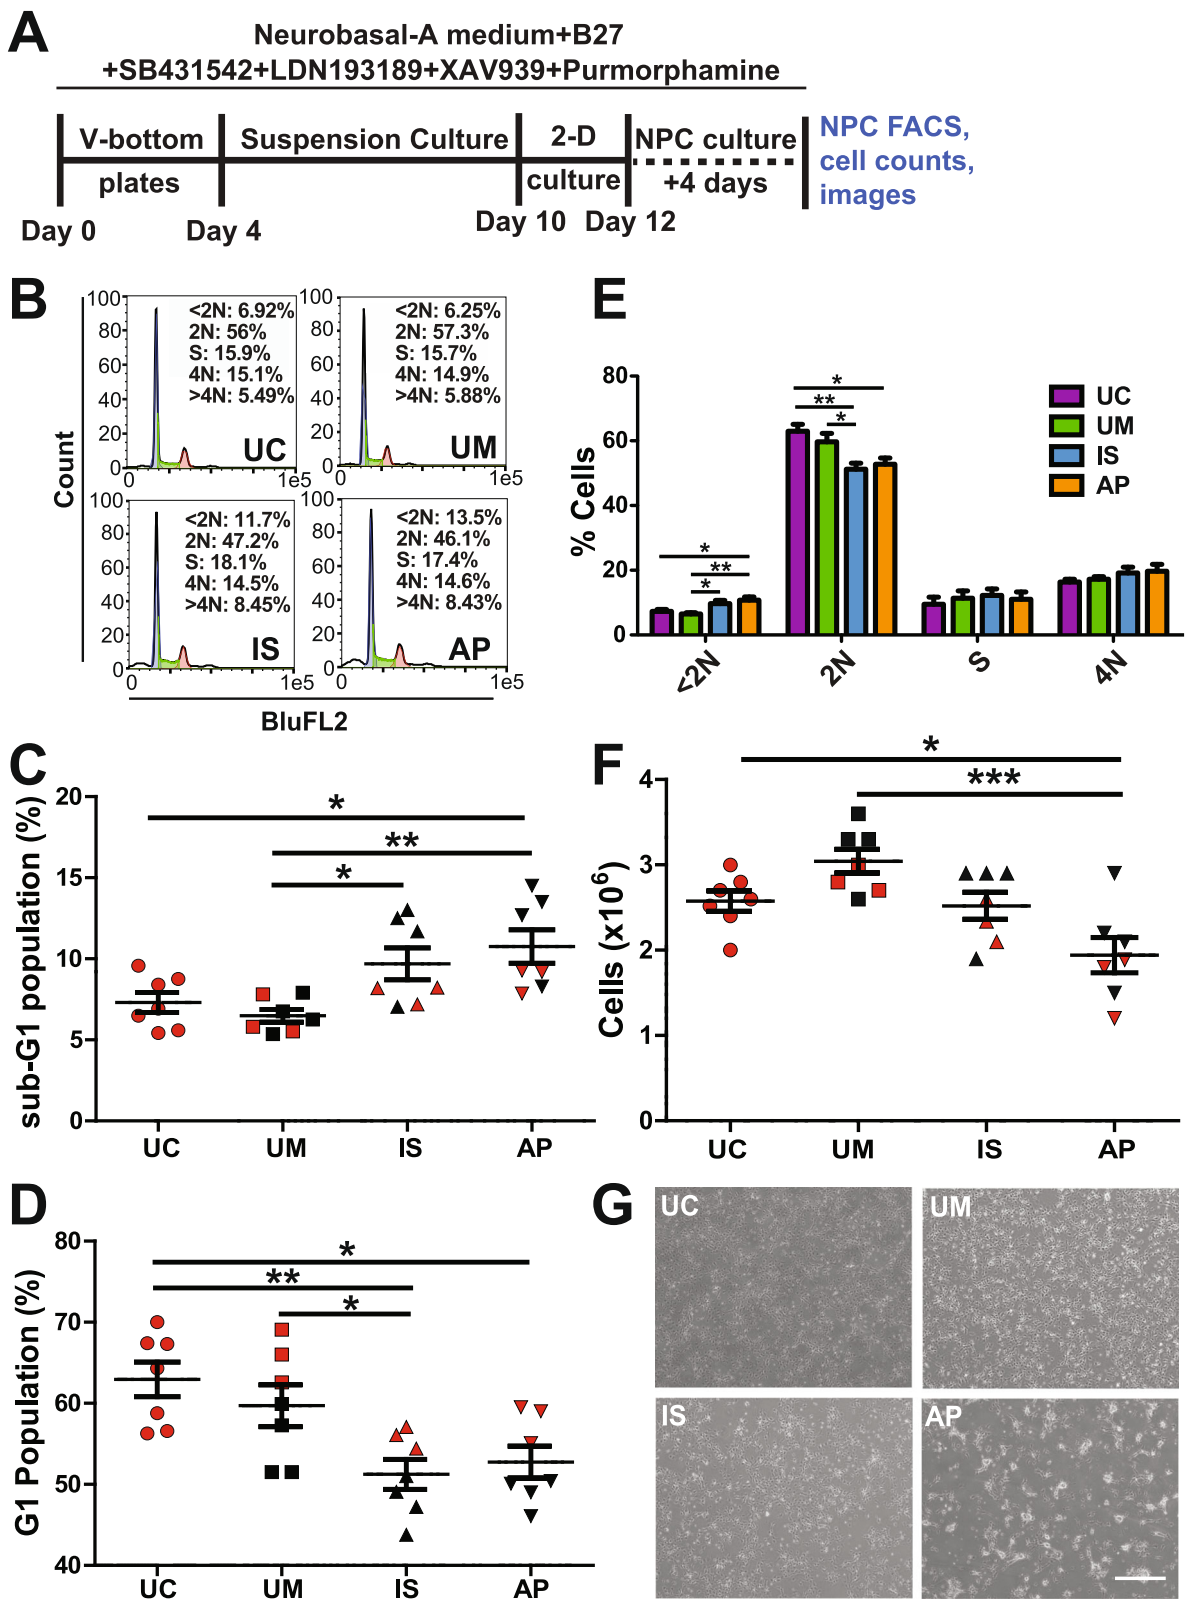 A
Neurobasal-A medium+B27
+SB431542+LDN193189+XAV939+Purmorphamine
V-bottom
plates
Suspension Culture
2-D
culture
NPC culture
+4 days
NPC FACS,
cell counts,
images
Day 0
Day 4
Day 10
Day 12
B
Count
100
80
60
40
20
0
<2N: 6.92%
2N: 56%
S: 15.9%
4N: 15.1%
>4N: 5.49%
UC
0
1e5
100
80
60
40
20
0
<2N: 6.25%
2N: 57.3%
S: 15.7%
4N: 14.9%
>4N: 5.88%
UM
0
1e5
100
80
60
40
20
0
<2N: 11.7%
2N: 47.2%
S: 18.1%
4N: 14.5%
>4N: 8.45%
IS
0
1e5
100
80
60
40
20
0
<2N: 13.5%
2N: 46.1%
S: 17.4%
4N: 14.6%
>4N: 8.43%
AP
0
1e5
BluFL2
E
% Cells
80
60
40
20
0
*
**
*
*
**
*
UC
UM
IS
AP
<2N
2N
S
4N
C
sub-G1 population (%)
20
15
10
5
0
*
**
*
UC
UM
IS
AP
F
Cells (x10⁶)
4
3
2
1
0
*
***
UC
UM
IS
AP
D
G1 Population (%)
80
70
60
50
40
*
**
*
UC
UM
IS
AP
G
UC
UM
IS
AP